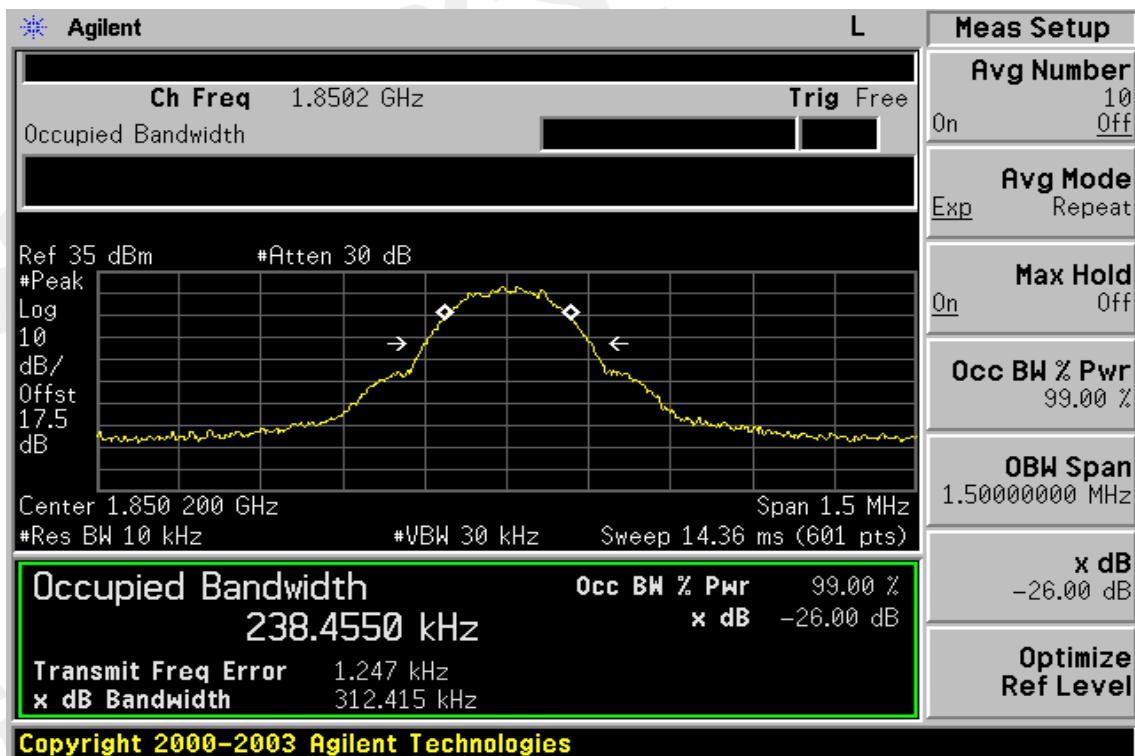 Agilent L
Ch Freq 1.8502 GHz Trig Free
Occupied Bandwidth
Ref 35 dBm #Atten 30 dB
#Peak
Log
10
dB/
Offst
17.5
dB
Center 1.850 200 GHz Span 1.5 MHz
#Res BW 10 kHz #VBW 30 kHz Sweep 14.36 ms (601 pts)
Occupied Bandwidth Occ BW % Pwr 99.00 %
238.4550 kHz x dB -26.00 dB
Transmit Freq Error 1.247 kHz
x dB Bandwidth 312.415 kHz
Copyright 2000-2003 Agilent Technologies
Meas Setup
Avg Number
10
On Off
Avg Mode
Exp Repeat
Max Hold
On Off
Occ BW % Pwr
99.00 %
OBW Span
1.50000000 MHz
x dB
-26.00 dB
Optimize
Ref Level